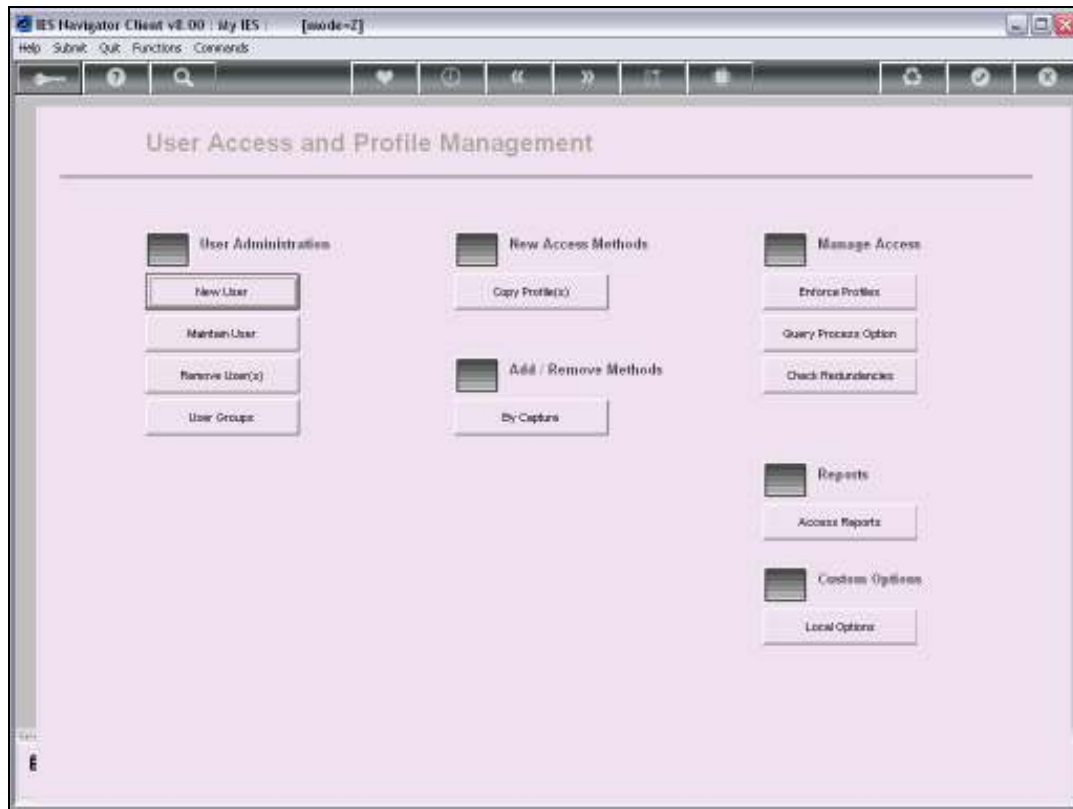 IES Navigator Client v8.00 : My IES : [mode=Z]
Help Submit Quit Functions Commands
User Access and Profile Management
User Administration
New User
Maintain User
Remove User(s)
User Groups
New Access Methods
Copy Profile(s)
Add / Remove Methods
By Capture
Manage Access
Enforce Profiles
Query Process Option
Check Redundancies
Reports
Access Reports
Custom Options
Local Options